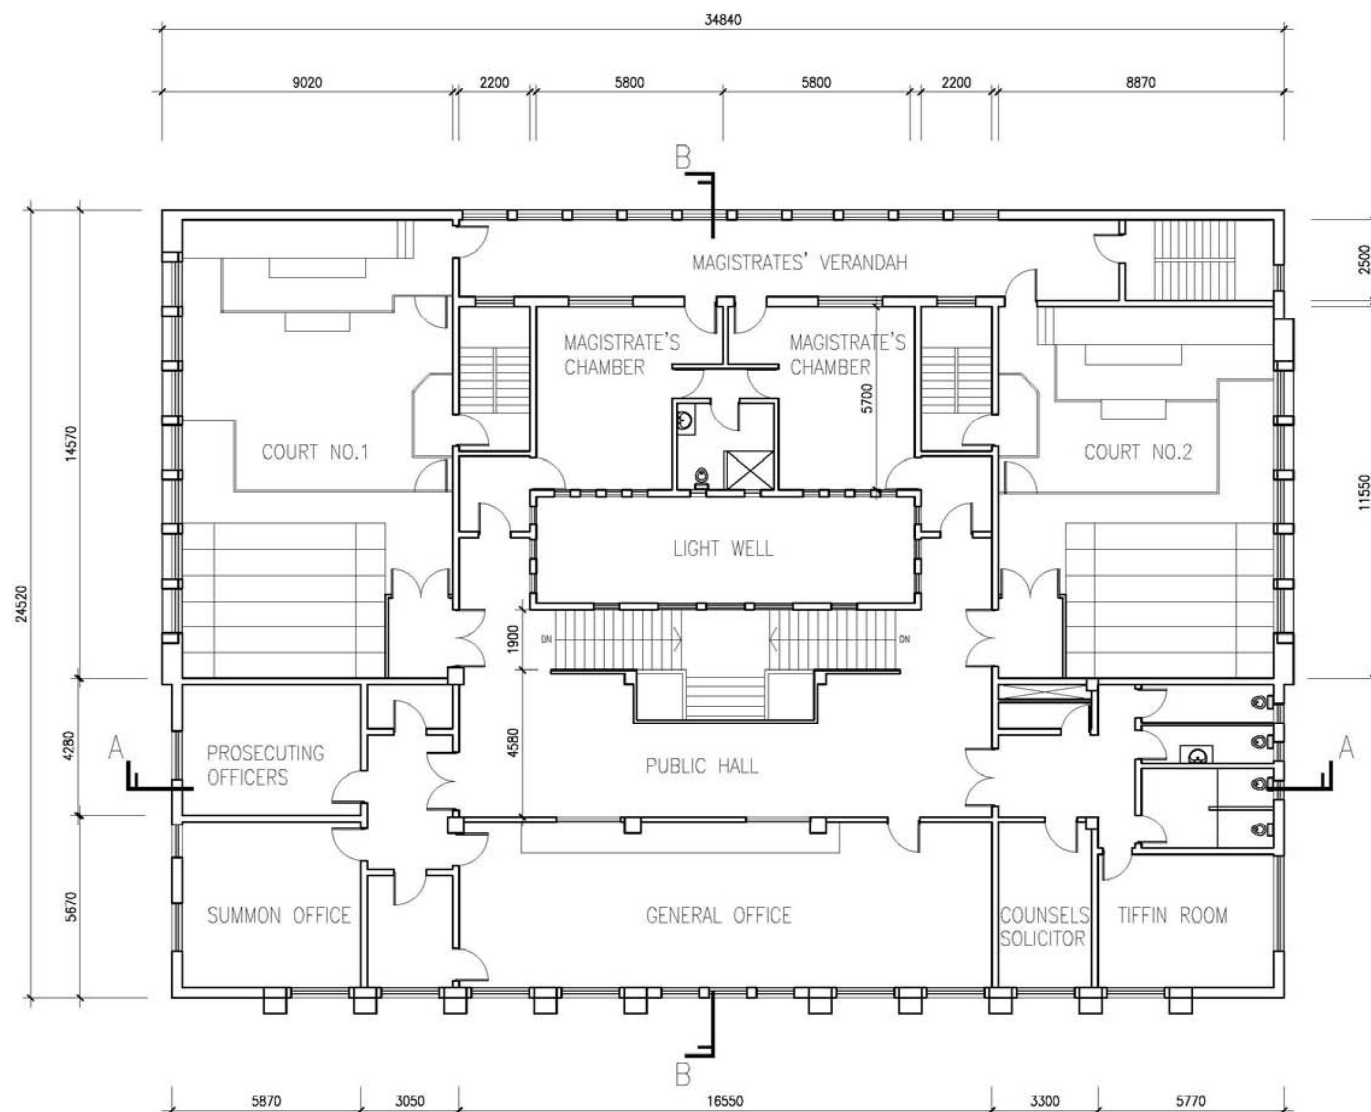 34840
9020
2200
5800
5800
2200
8870
B
MAGISTRATES' VERANDAH
2500
MAGISTRATE'S
CHAMBER
MAGISTRATE'S
CHAMBER
5700
14570
COURT NO.1
COURT NO.2
11550
LIGHT WELL
24520
1900
DN
DN
4280
A
PROSECUTING
OFFICERS
4580
PUBLIC HALL
A
5670
SUMMON OFFICE
GENERAL OFFICE
COUNSELS
SOLICITOR
TIFFIN ROOM
B
5870
3050
16550
3300
5770